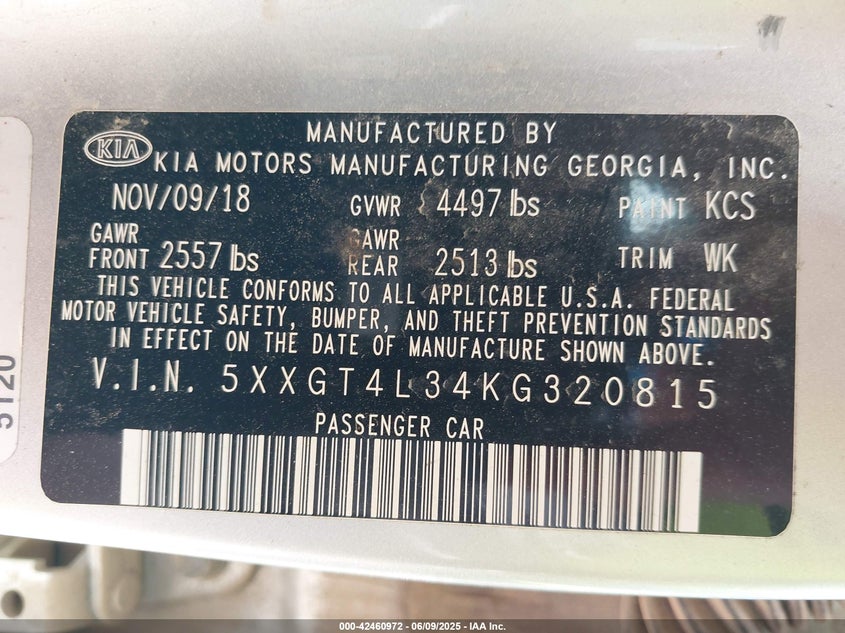 MANUFACTURED BY
KIA KIA MOTORS MANUFACTURING GEORGIA, INC.
NOV/09/18 GVWR 4497 lbs PAINT KCS
GAWR FRONT 2557 lbs GAWR REAR 2513 lbs TRIM WK
THIS VEHICLE CONFORMS TO ALL APPLICABLE U.S.A. FEDERAL
MOTOR VEHICLE SAFETY, BUMPER, AND THEFT PREVENTION STANDARDS
IN EFFECT ON THE DATE OF MANUFACTURE SHOWN ABOVE.
V.I.N. 5XXGT4L34KG320815
PASSENGER CAR
5120
000-42460972 - 06/09/2025 - IAA Inc.